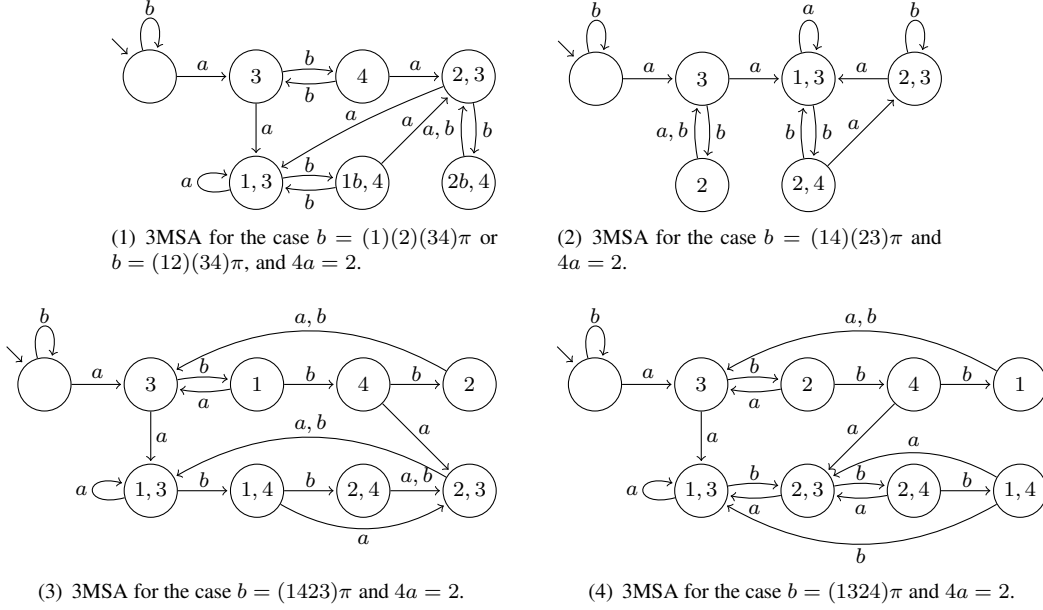 b b a b
a b a a
3 4 2, 3 3 1, 3 2, 3
b
a a a, b b a, b b b b a
b
a 1, 3 1b, 4 2b, 4 2 2, 4
b
(1) 3MSA for the case b = (1)(2)(34)π or
b = (12)(34)π, and 4a = 2.
(2) 3MSA for the case b = (14)(23)π and
4a = 2.
b a, b b a, b
a 3 b 1 b 4 b 2 a 3 b 2 b 4 b 1
a a
a a, b a a a a
a 1, 3 b 1, 4 b 2, 4 a, b 2, 3 a 1, 3 b 2, 3 b 2, 4 b 1, 4
a a
a b
(3) 3MSA for the case b = (1423)π and 4a = 2.
(4) 3MSA for the case b = (1324)π and 4a = 2.